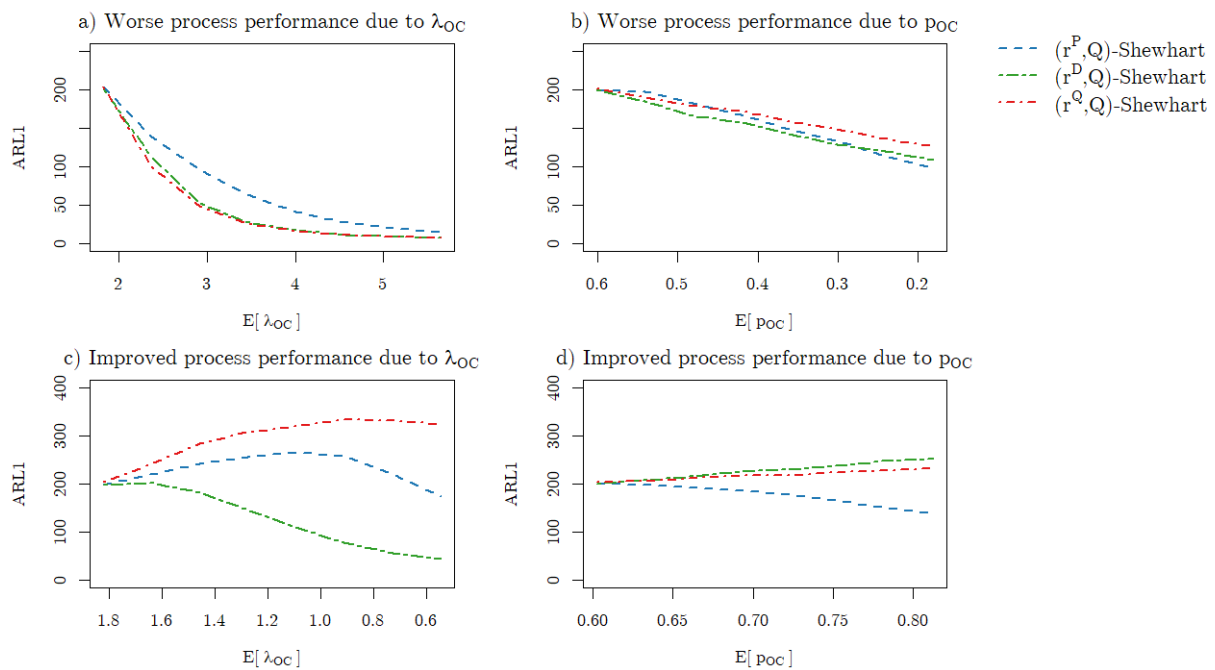 a) Worse process performance due to λOC
ARL1
200
100
50
0
2 3 4 5
E[ λOC ]
b) Worse process performance due to pOC
ARL1
200
100
50
0
0.6 0.5 0.4 0.3 0.2
E[ pOC ]
(r^P,Q)-Shewhart
(r^D,Q)-Shewhart
(r^Q,Q)-Shewhart
c) Improved process performance due to λOC
ARL1
400
300
200
100
0
1.8 1.6 1.4 1.2 1.0 0.8 0.6
E[ λOC ]
d) Improved process performance due to pOC
ARL1
400
300
200
100
0
0.60 0.65 0.70 0.75 0.80
E[ pOC ]